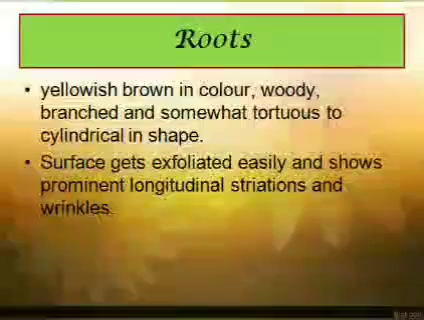 Roots
• yellowish brown in colour, woody,
branched and somewhat tortuous to
cylindrical in shape.
• Surface gets exfoliated easily and shows
prominent longitudinal striations and
wrinkles.